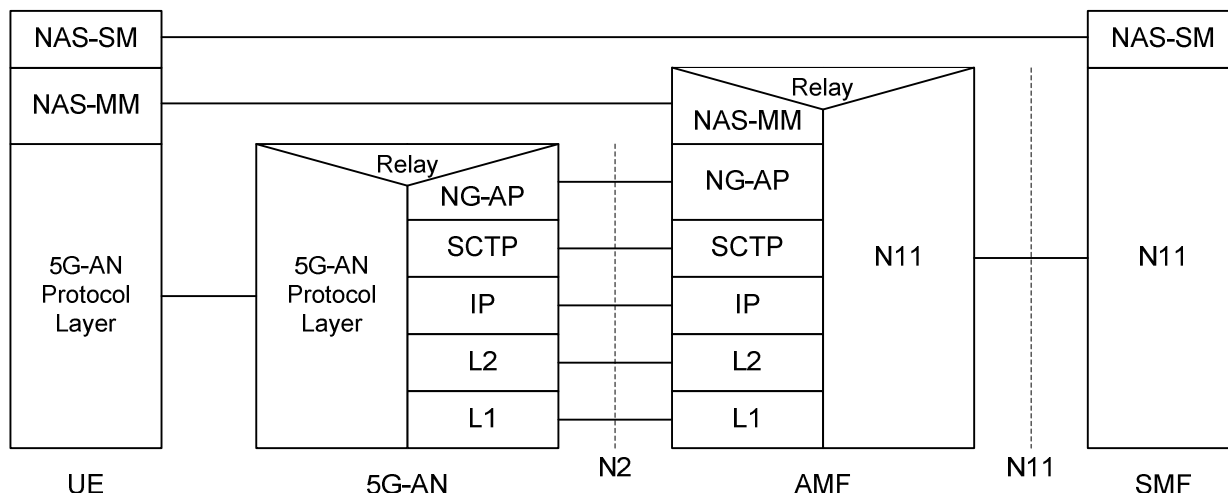 NAS-SM
NAS-MM
5G-AN
Protocol
Layer
UE
Relay
5G-AN
Protocol
Layer
NG-AP
SCTP
IP
L2
L1
5G-AN
N2
Relay
NAS-MM
NG-AP
SCTP
IP
L2
L1
N11
AMF
N11
NAS-SM
N11
SMF